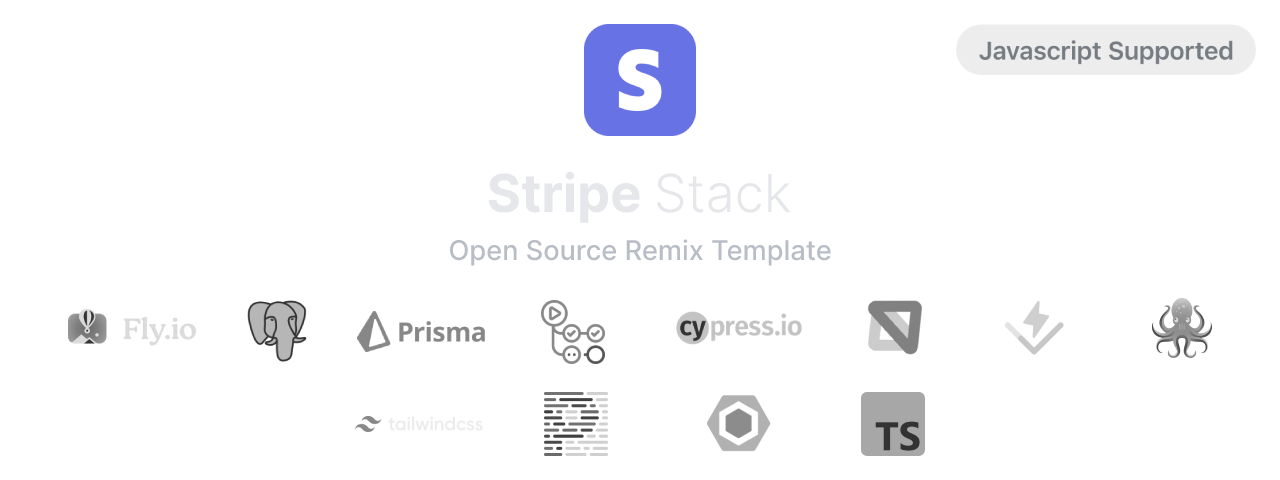 S
Javascript Supported
Stripe Stack
Open Source Remix Template
Fly.io
Prisma
cypress.io
tailwindcss
TS